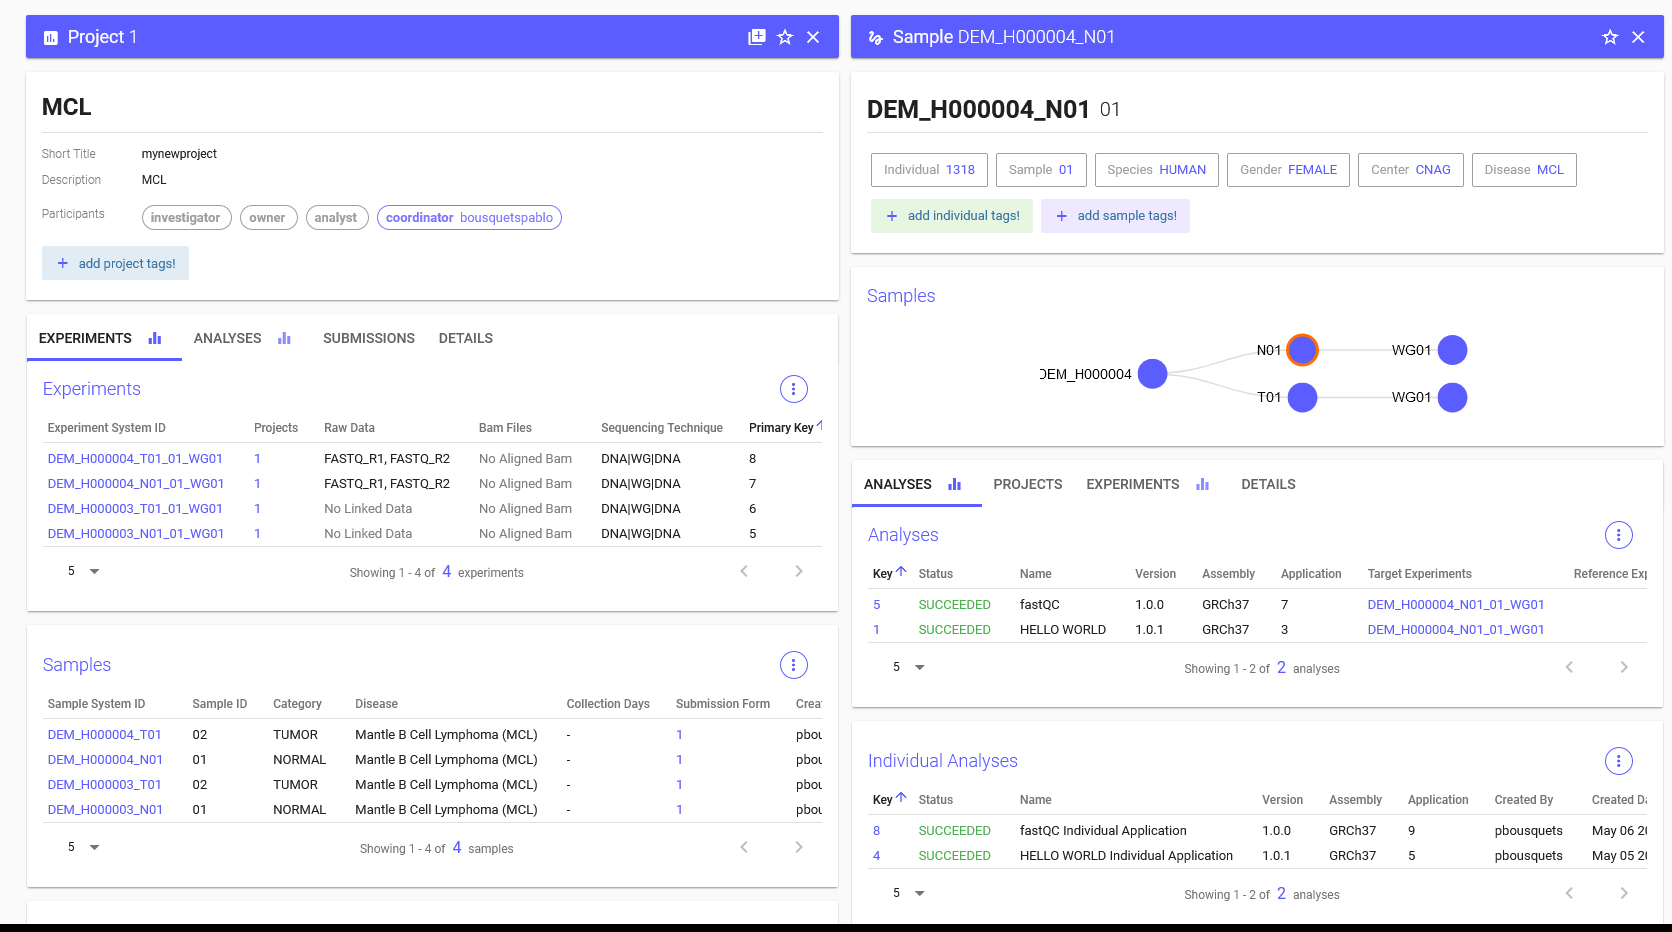 Project 1
MCL
Short Title mynewproject
Description MCL
Participants investigator owner analyst coordinator bousquetspablo
+ add project tags!
EXPERIMENTS ANALYSES SUBMISSIONS DETAILS
Experiments
Experiment System ID Projects Raw Data Bam Files Sequencing Technique Primary Key
DEM_H000004_T01_01_WG01 1 FASTQ_R1, FASTQ_R2 No Aligned Bam DNA|WG|DNA 8
DEM_H000004_N01_01_WG01 1 FASTQ_R1, FASTQ_R2 No Aligned Bam DNA|WG|DNA 7
DEM_H000003_T01_01_WG01 1 No Linked Data No Aligned Bam DNA|WG|DNA 6
DEM_H000003_N01_01_WG01 1 No Linked Data No Aligned Bam DNA|WG|DNA 5
5 Showing 1 - 4 of 4 experiments
Samples
Sample System ID Sample ID Category Disease Collection Days Submission Form Crea
DEM_H000004_T01 02 TUMOR Mantle B Cell Lymphoma (MCL) - 1 pbou
DEM_H000004_N01 01 NORMAL Mantle B Cell Lymphoma (MCL) - 1 pbou
DEM_H000003_T01 02 TUMOR Mantle B Cell Lymphoma (MCL) - 1 pbou
DEM_H000003_N01 01 NORMAL Mantle B Cell Lymphoma (MCL) - 1 pbou
5 Showing 1 - 4 of 4 samples
Sample DEM_H000004_N01
DEM_H000004_N01 01
Individual 1318 Sample 01 Species HUMAN Gender FEMALE Center CNAG Disease MCL
+ add individual tags! + add sample tags!
Samples
N01 WG01
DEM_H000004
T01 WG01
ANALYSES PROJECTS EXPERIMENTS DETAILS
Analyses
Key Status Name Version Assembly Application Target Experiments Reference Exp
5 SUCCEEDED fastQC 1.0.0 GRCh37 7 DEM_H000004_N01_01_WG01
1 SUCCEEDED HELLO WORLD 1.0.1 GRCh37 3 DEM_H000004_N01_01_WG01
5 Showing 1 - 2 of 2 analyses
Individual Analyses
Key Status Name Version Assembly Application Created By Created Da
8 SUCCEEDED fastQC Individual Application 1.0.0 GRCh37 9 pbousquets May 06 20
4 SUCCEEDED HELLO WORLD Individual Application 1.0.1 GRCh37 5 pbousquets May 05 20
5 Showing 1 - 2 of 2 analyses